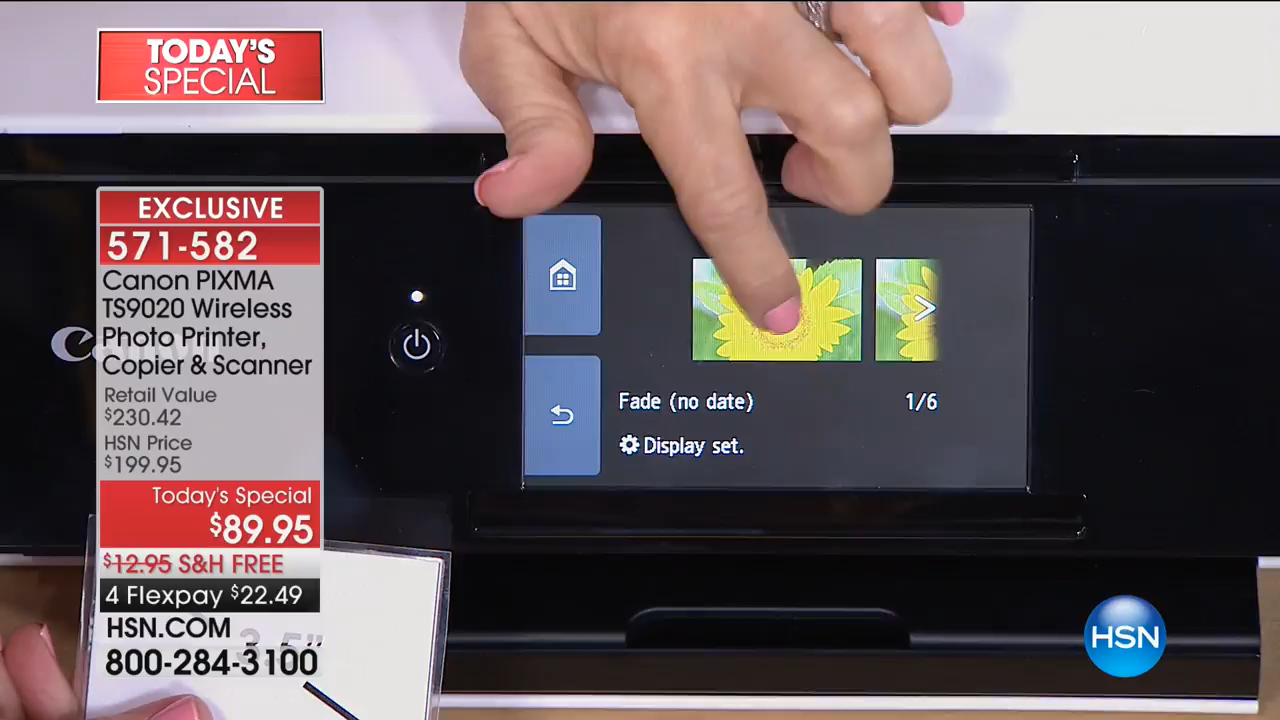 TODAY'S
SPECIAL
EXCLUSIVE
571-582
Canon PIXMA
TS9020 Wireless
Photo Printer,
Copier & Scanner
Retail Value
$230.42
HSN Price
$199.95
Today's Special
$89.95
$12.95 S&H FREE
4 Flexpay $22.49
HSN.COM
800-284-3100
3.5"
Fade (no date) 1/6
Display set.
HSN